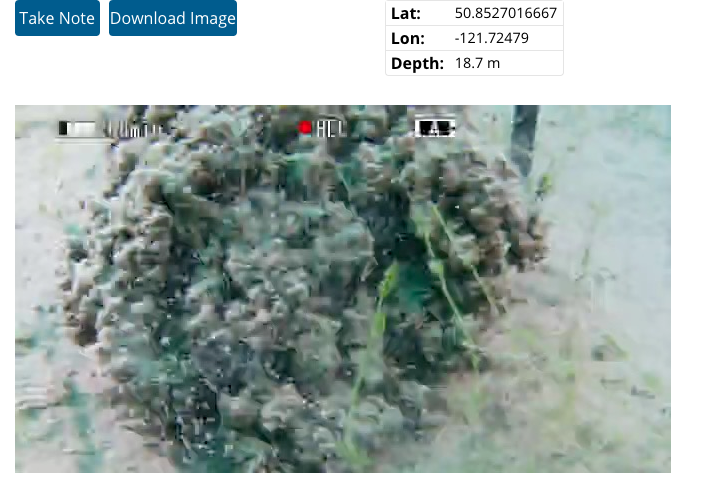 Take Note Download Image
Lat: 50.8527016667
Lon: -121.72479
Depth: 18.7 m